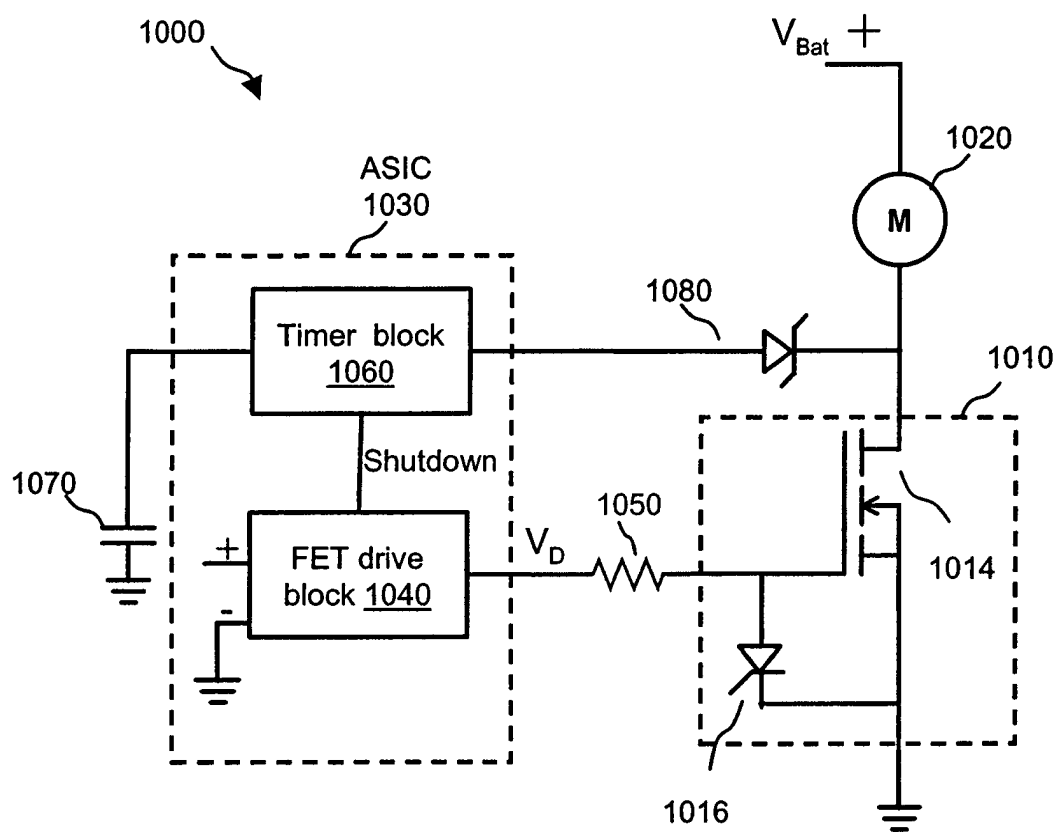 1000
V_Bat +
1020
M
ASIC
1030
1080
Timer block
1060
1010
Shutdown
1070
1050
V_D
+
FET drive
block 1040
-
1014
1016